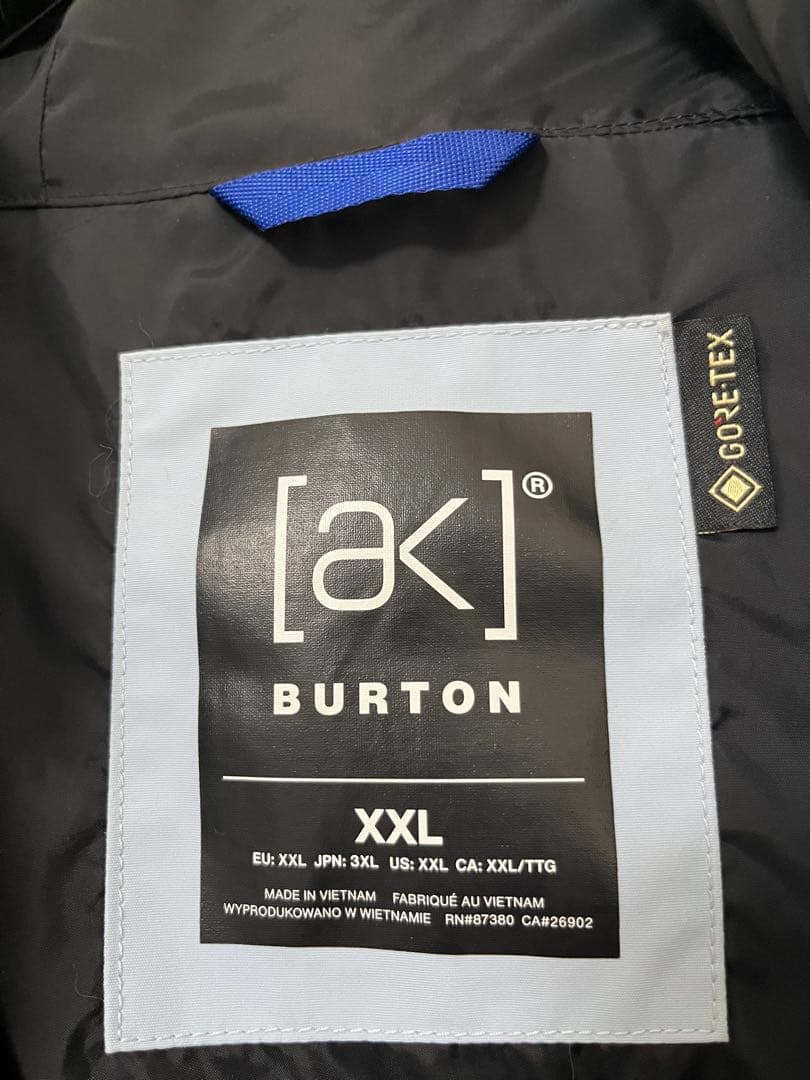 [ak]®
BURTON
XXL
EU: XXL JPN: 3XL US: XXL CA: XXL/TTG
MADE IN VIETNAM FABRIQUÉ AU VIETNAM
WYPRODUKOWANO W WIETNAMIE RN#87380 CA#26902
GORE-TEX